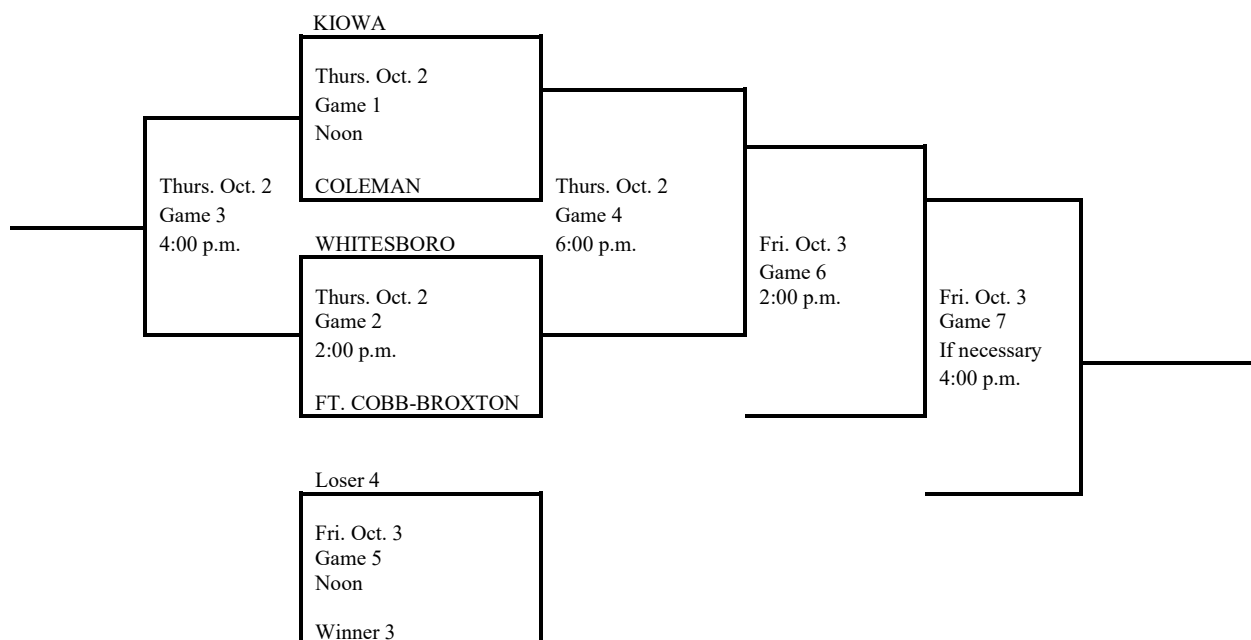 KIOWA
Thurs. Oct. 2
Game 1
Noon
COLEMAN
Thurs. Oct. 2
Game 3
4:00 p.m.
WHITESBORO
Thurs. Oct. 2
Game 2
2:00 p.m.
FT. COBB-BROXTON
Thurs. Oct. 2
Game 4
6:00 p.m.
Fri. Oct. 3
Game 6
2:00 p.m.
Fri. Oct. 3
Game 7
If necessary
4:00 p.m.
Loser 4
Fri. Oct. 3
Game 5
Noon
Winner 3